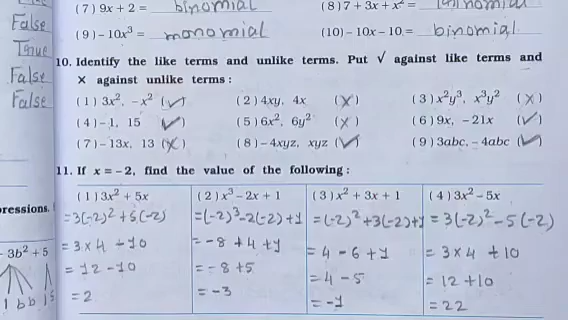 (7) 9x + 2 = binomial (8) 7 + 3x + x² =
False
(9) – 10x³ = monomial (10) – 10x – 10 = binomial
True
10. Identify the like terms and unlike terms. Put √ against like terms and
False
× against unlike terms :
False
(1) 3x², – x² (✓) (2) 4xy, 4x (×) (3) x²y³, x³y² (×)
(4) – 1, 15 (✓) (5) 6x², 6y² (×) (6) 9x, – 21x (✓)
(7) – 13x, 13 (×) (8) – 4xyz, xyz (✓) (9) 3abc, – 4abc (✓)
11. If x = – 2, find the value of the following :
(1) 3x² + 5x (2) x³ – 2x + 1 (3) x² + 3x + 1 (4) 3x² – 5x
=3(-2)²+5(-2) =(-2)³-2(-2)+1 =(-2)²+3(-2)+1 =3(-2)²-5(-2)
= 3×4 -10 = -8 +4 +1 = 4 -6 +1 = 3×4 +10
= 12 -10 = -8+5 = 4 -5 = 12 +10
= 2 = -3 = -1 = 22
– 3b² + 5